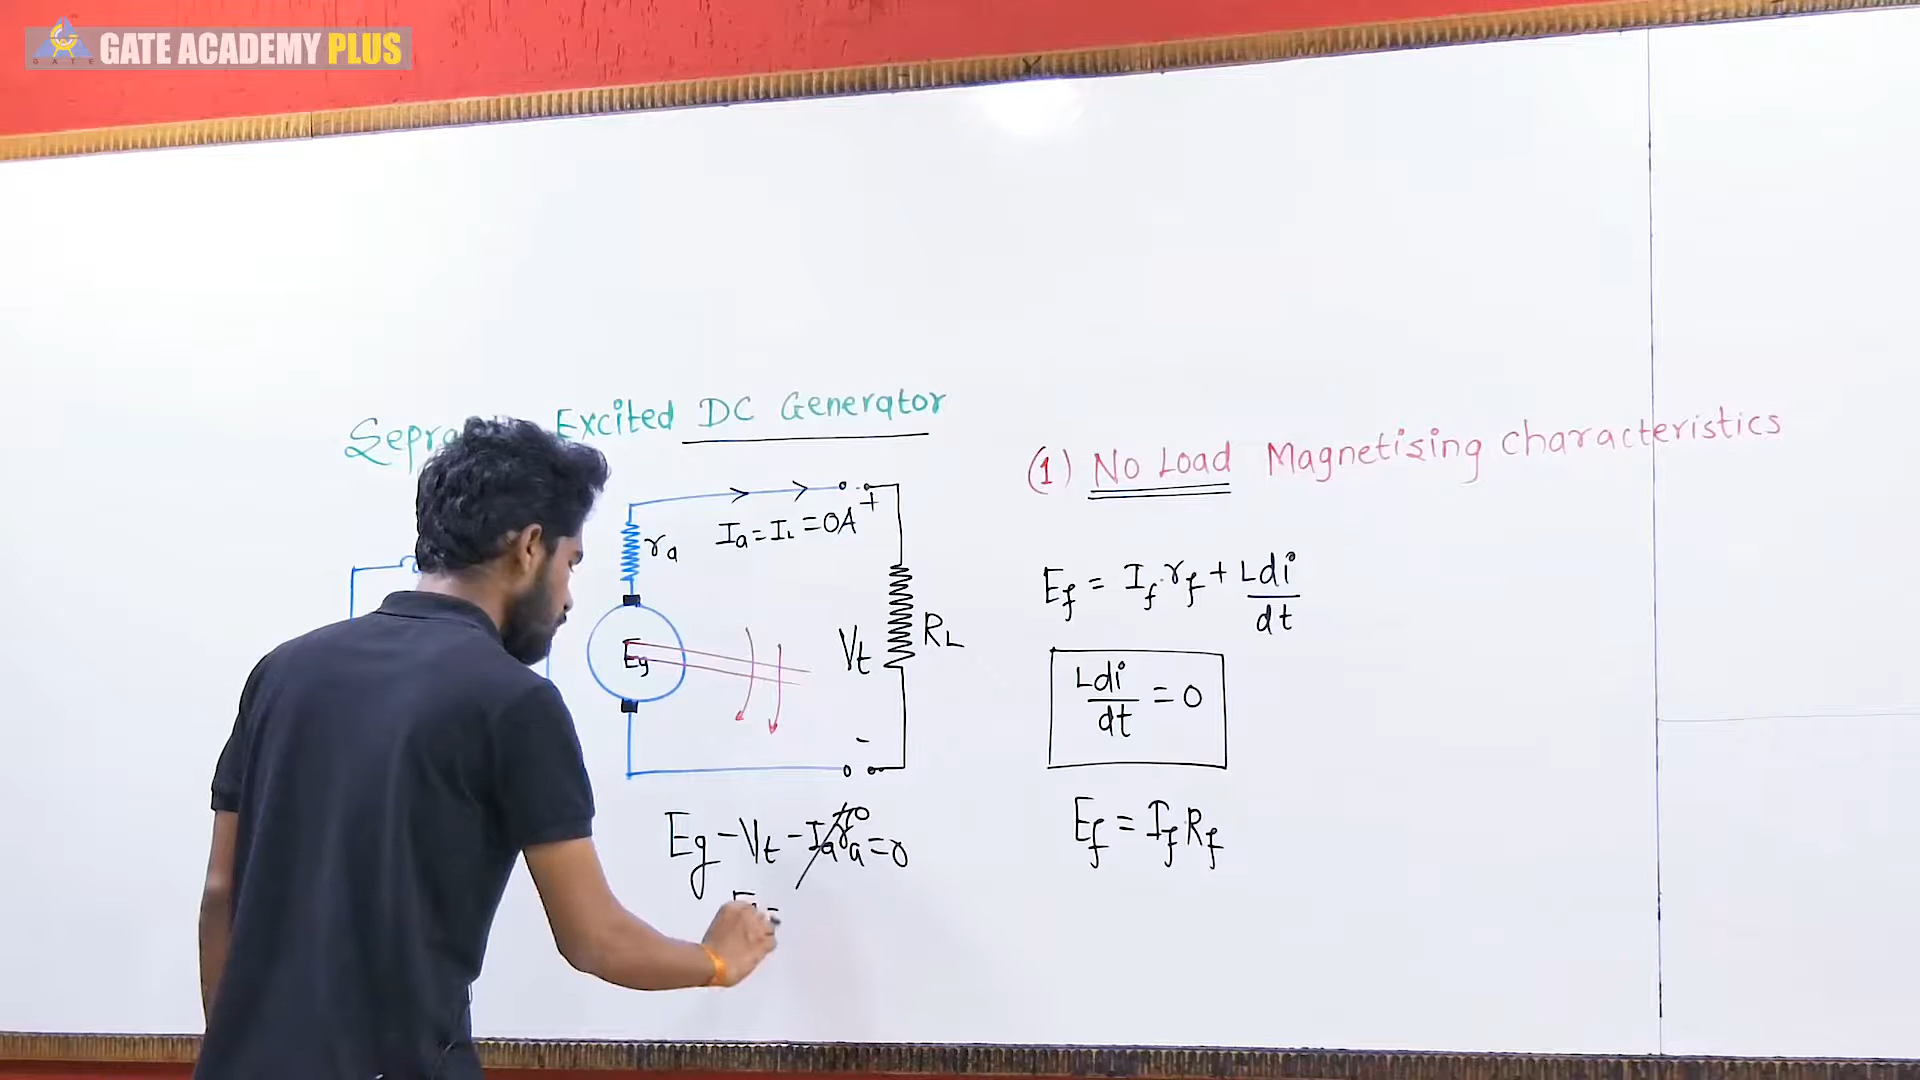 GATE ACADEMY PLUS
GATE
Excited DC Generator
(1) No Load Magnetising characteristics
Ia = IL = 0A
+
ra
Eg
Vt
RL
-
Eg - Vt - Iara = 0
Ef = If.rf + Ldi/dt
Ldi/dt = 0
Ef = If.Rf